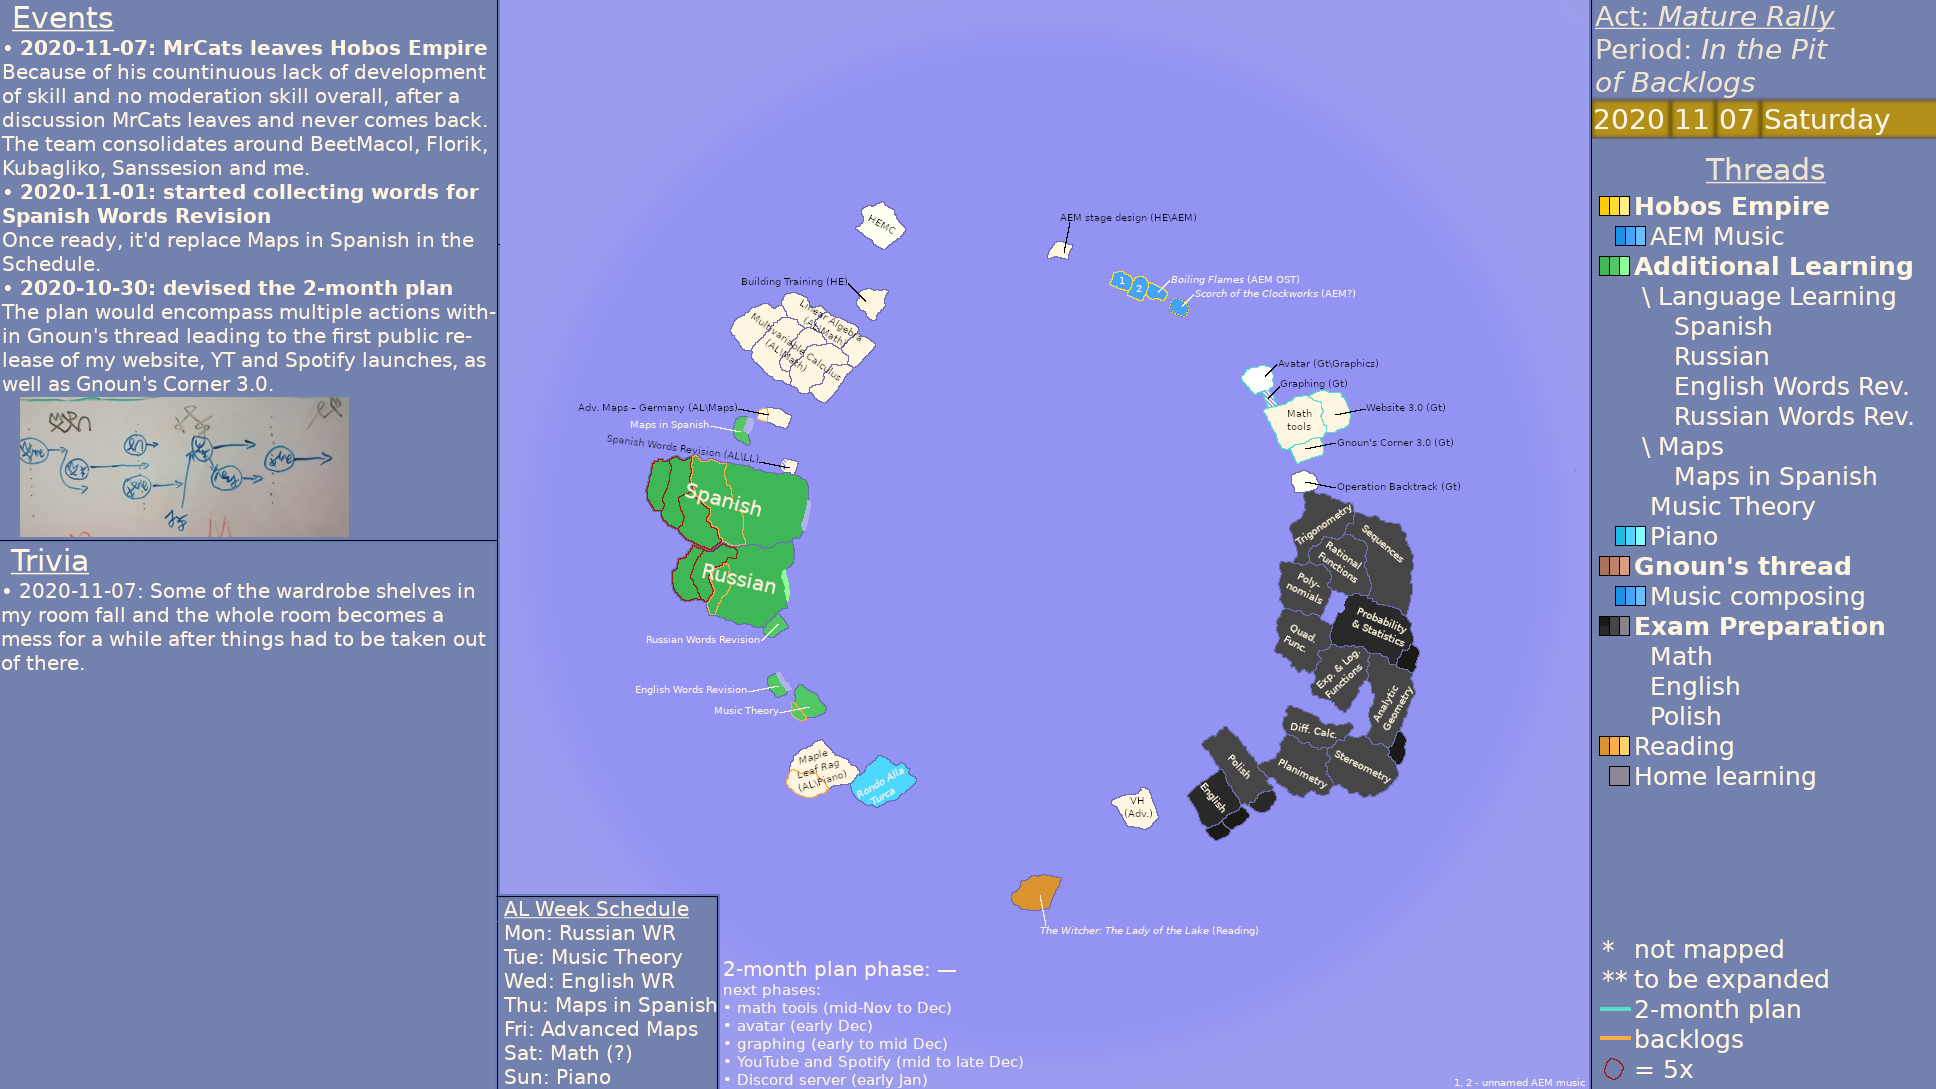 Events
• 2020-11-07: MrCats leaves Hobos Empire
Because of his countinuous lack of development
of skill and no moderation skill overall, after a
discussion MrCats leaves and never comes back.
The team consolidates around BeetMacol, Florik,
Kubagliko, Sanssesion and me.
• 2020-11-01: started collecting words for
Spanish Words Revision
Once ready, it'd replace Maps in Spanish in the
Schedule.
• 2020-10-30: devised the 2-month plan
The plan would encompass multiple actions with-
in Gnoun's thread leading to the first public re-
lease of my website, YT and Spotify launches, as
well as Gnoun's Corner 3.0.
Trivia
• 2020-11-07: Some of the wardrobe shelves in
my room fall and the whole room becomes a
mess for a while after things had to be taken out
of there.
HEMC
AEM stage design (HE\AEM)
Building Training (HE)
1
2
Boiling Flames (AEM OST)
Scorch of the Clockworks (AEM?)
Linear Algebra
(AL\Math)
Multivariable Calculus
(AL\Math)
Avatar (Gt\Graphics)
Graphing (Gt)
Adv. Maps – Germany (AL\Maps)
Maps in Spanish
Math
tools
Website 3.0 (Gt)
Gnoun's Corner 3.0 (Gt)
Spanish Words Revision (AL\LL)
Operation Backtrack (Gt)
Spanish
Russian
Trigonometry
Sequences
Rational
Functions
Poly-
nomials
Probability
& Statistics
Quad.
Func.
Exp. & Log.
Functions
Analytic
Geometry
Russian Words Revision
English Words Revision
Music Theory
Diff. Calc.
Planimetry
Stereometry
Polish
English
Maple
Leaf Rag
(AL\Piano)
Rondo Alla
Turca
VH
(Adv.)
The Witcher: The Lady of the Lake (Reading)
AL Week Schedule
Mon: Russian WR
Tue: Music Theory
Wed: English WR
Thu: Maps in Spanish
Fri: Advanced Maps
Sat: Math (?)
Sun: Piano
2-month plan phase: —
next phases:
• math tools (mid-Nov to Dec)
• avatar (early Dec)
• graphing (early to mid Dec)
• YouTube and Spotify (mid to late Dec)
• Discord server (early Jan)
1, 2 - unnamed AEM music
Act: Mature Rally
Period: In the Pit
of Backlogs
2020 11 07 Saturday
Threads
Hobos Empire
AEM Music
Additional Learning
\ Language Learning
Spanish
Russian
English Words Rev.
Russian Words Rev.
\ Maps
Maps in Spanish
Music Theory
Piano
Gnoun's thread
Music composing
Exam Preparation
Math
English
Polish
Reading
Home learning
* not mapped
** to be expanded
2-month plan
backlogs
= 5x